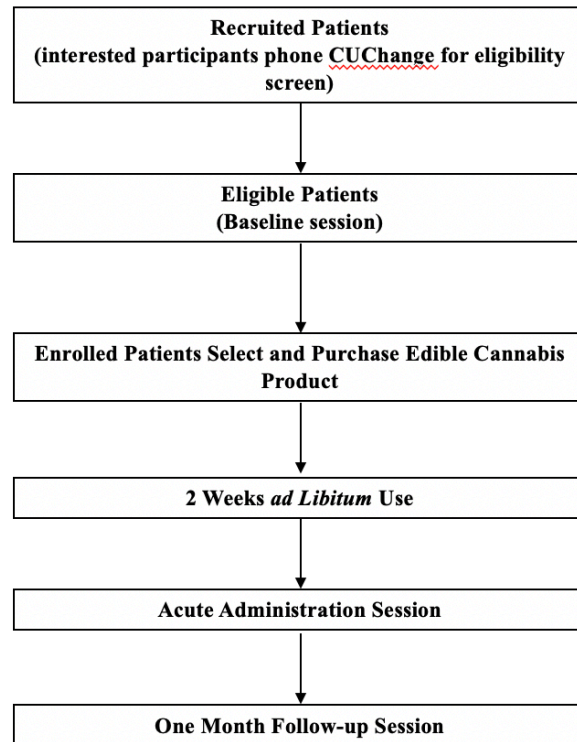 Recruited Patients
(interested participants phone CUChange for eligibility
screen)
Eligible Patients
(Baseline session)
Enrolled Patients Select and Purchase Edible Cannabis
Product
2 Weeks ad Libitum Use
Acute Administration Session
One Month Follow-up Session